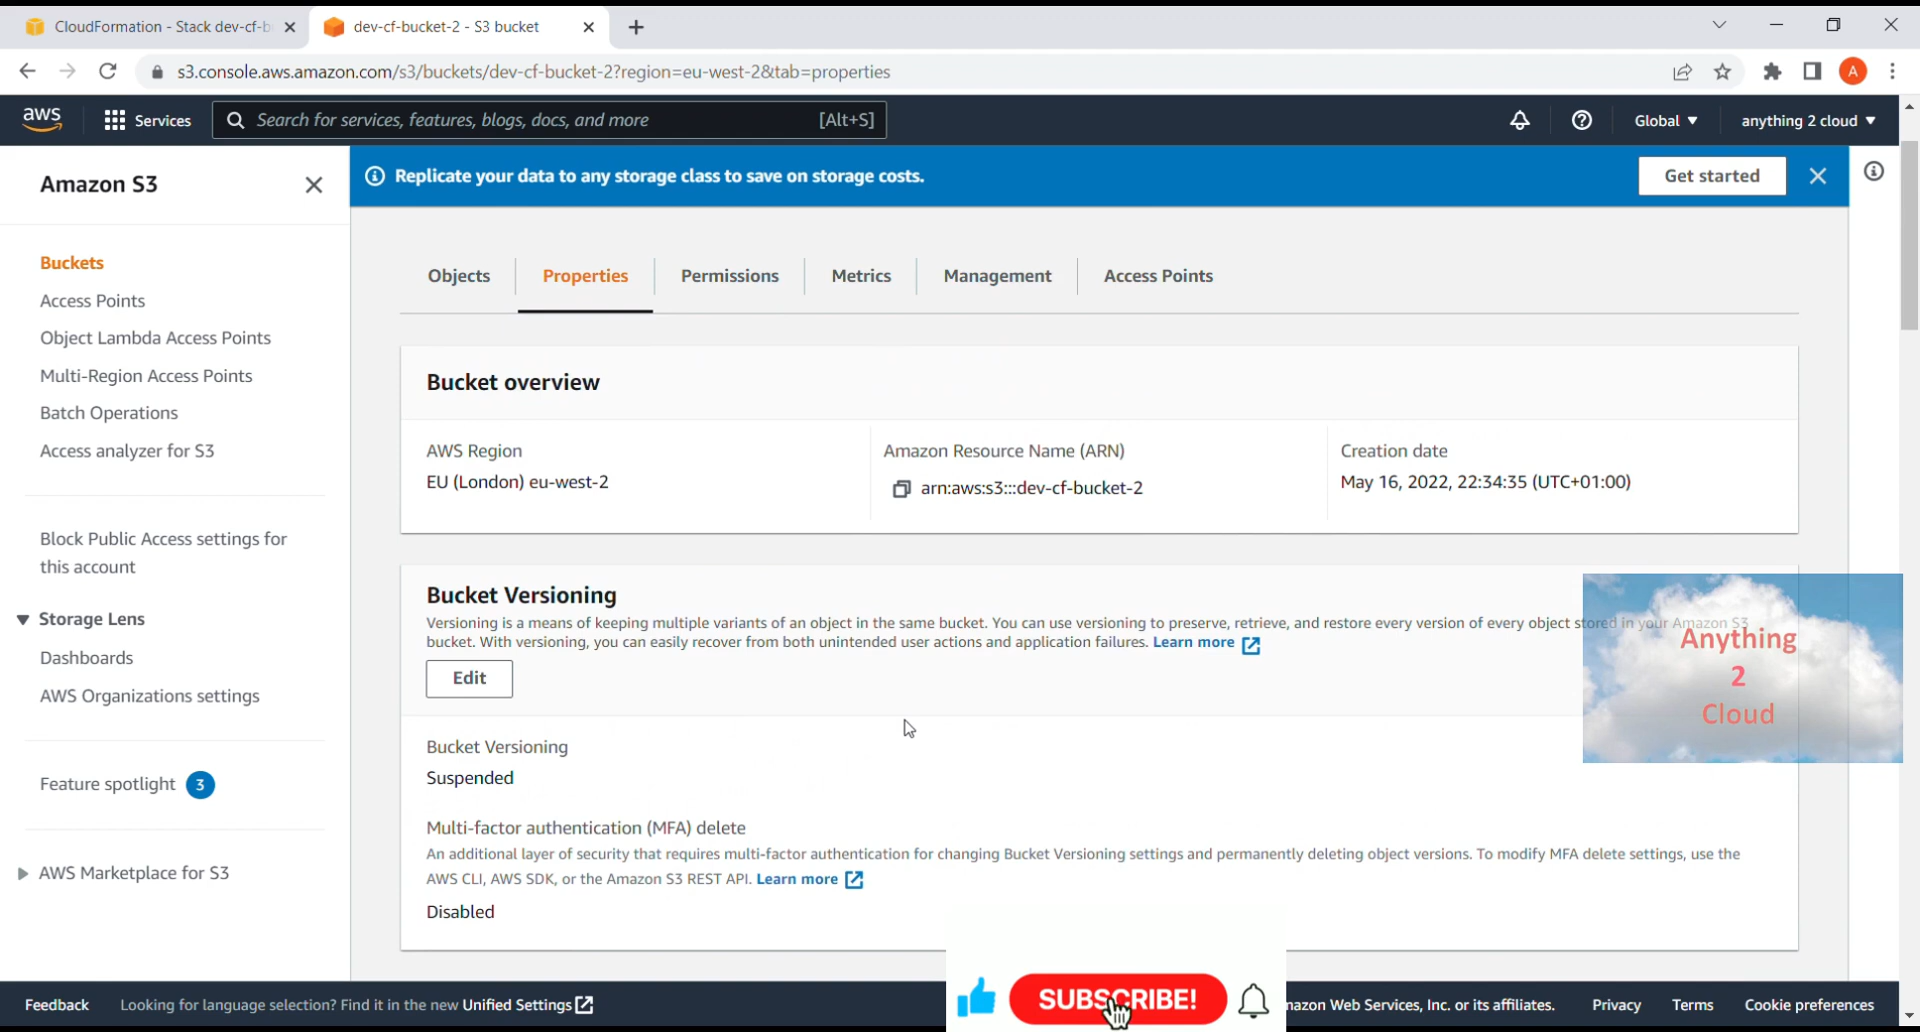 CloudFormation - Stack dev-cf-b
dev-cf-bucket-2 - S3 bucket
s3.console.aws.amazon.com/s3/buckets/dev-cf-bucket-2?region=eu-west-2&tab=properties
A
aws
Services
Search for services, features, blogs, docs, and more
[Alt+S]
Global
anything 2 cloud
Amazon S3
Replicate your data to any storage class to save on storage costs.
Get started
Buckets
Access Points
Object Lambda Access Points
Multi-Region Access Points
Batch Operations
Access analyzer for S3
Block Public Access settings for
this account
Storage Lens
Dashboards
AWS Organizations settings
Feature spotlight 3
AWS Marketplace for S3
Objects
Properties
Permissions
Metrics
Management
Access Points
Bucket overview
AWS Region
EU (London) eu-west-2
Amazon Resource Name (ARN)
arn:aws:s3:::dev-cf-bucket-2
Creation date
May 16, 2022, 22:34:35 (UTC+01:00)
Bucket Versioning
Versioning is a means of keeping multiple variants of an object in the same bucket. You can use versioning to preserve, retrieve, and restore every version of every object stored in your Amazon S3
bucket. With versioning, you can easily recover from both unintended user actions and application failures. Learn more
Edit
Bucket Versioning
Suspended
Multi-factor authentication (MFA) delete
An additional layer of security that requires multi-factor authentication for changing Bucket Versioning settings and permanently deleting object versions. To modify MFA delete settings, use the
AWS CLI, AWS SDK, or the Amazon S3 REST API. Learn more
Disabled
Anything
2
Cloud
Feedback
Looking for language selection? Find it in the new Unified Settings
SUBSCRIBE!
mazon Web Services, Inc. or its affiliates.
Privacy
Terms
Cookie preferences